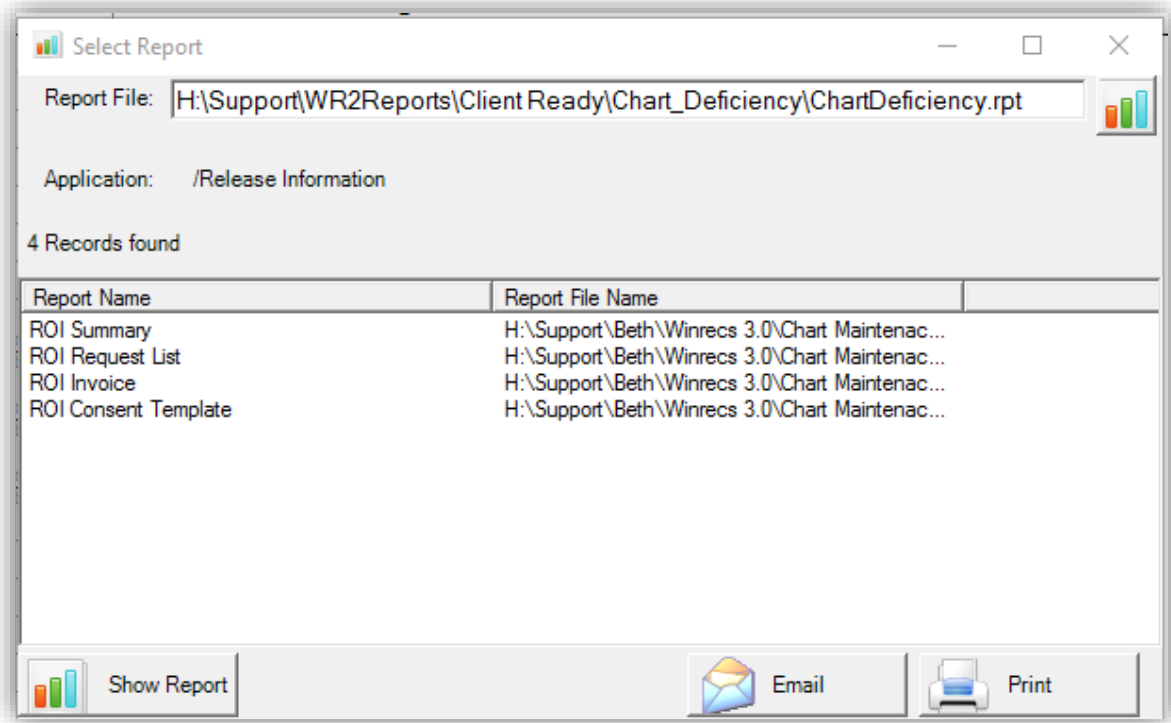 Select Report
Report File: H:\Support\WR2Reports\Client Ready\Chart_Deficiency\ChartDeficiency.rpt
Application: /Release Information
4 Records found
Report Name Report File Name
ROI Summary H:\Support\Beth\Winrecs 3.0\Chart Maintenac...
ROI Request List H:\Support\Beth\Winrecs 3.0\Chart Maintenac...
ROI Invoice H:\Support\Beth\Winrecs 3.0\Chart Maintenac...
ROI Consent Template H:\Support\Beth\Winrecs 3.0\Chart Maintenac...
Show Report Email Print